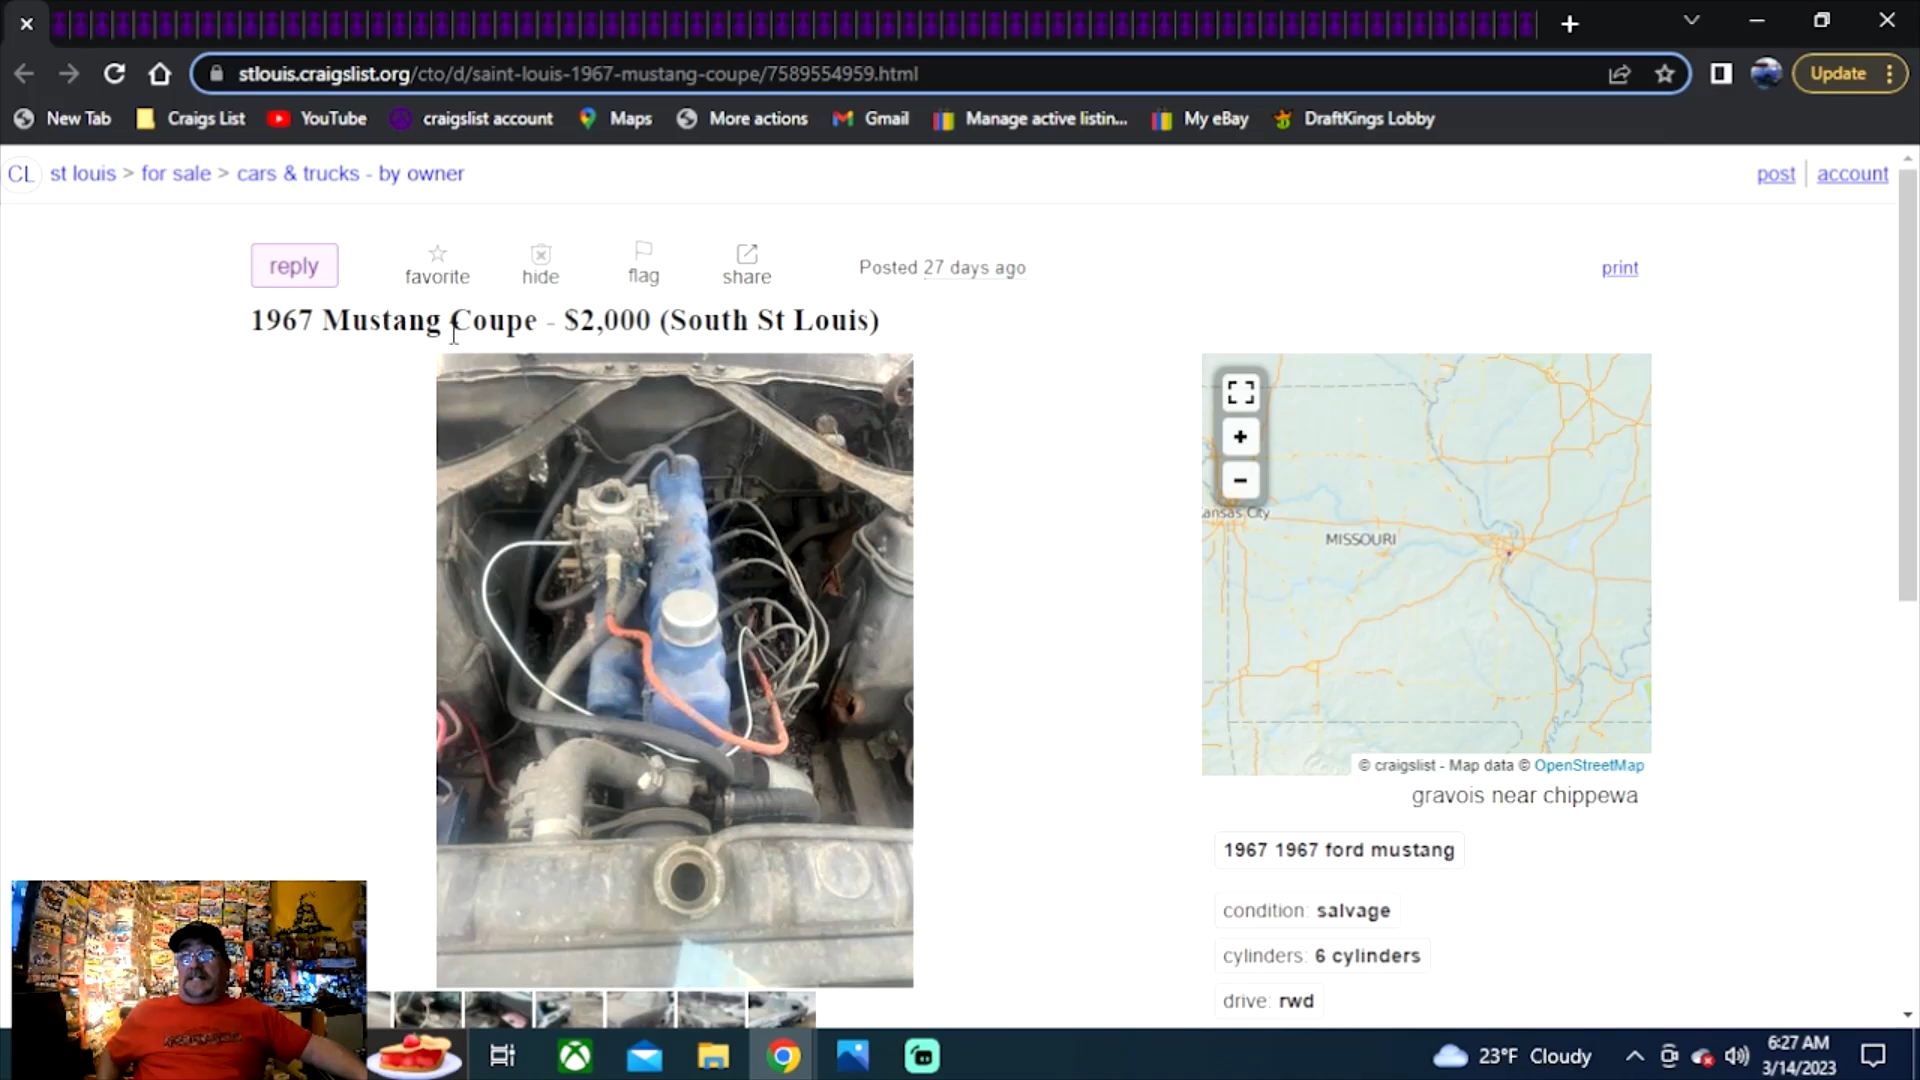 stlouis.craigslist.org/cto/d/saint-louis-1967-mustang-coupe/7589554959.html
Update
New Tab
Craigs List
YouTube
craigslist account
Maps
More actions
Gmail
Manage active listin...
My eBay
DraftKings Lobby
CL st louis > for sale > cars & trucks - by owner
post
account
reply
favorite
hide
flag
share
Posted 27 days ago
print
1967 Mustang Coupe - $2,000 (South St Louis)
ansas City
MISSOURI
© craigslist - Map data © OpenStreetMap
gravois near chippewa
1967 1967 ford mustang
condition: salvage
cylinders: 6 cylinders
drive: rwd
23°F Cloudy
6:27 AM
3/14/2023